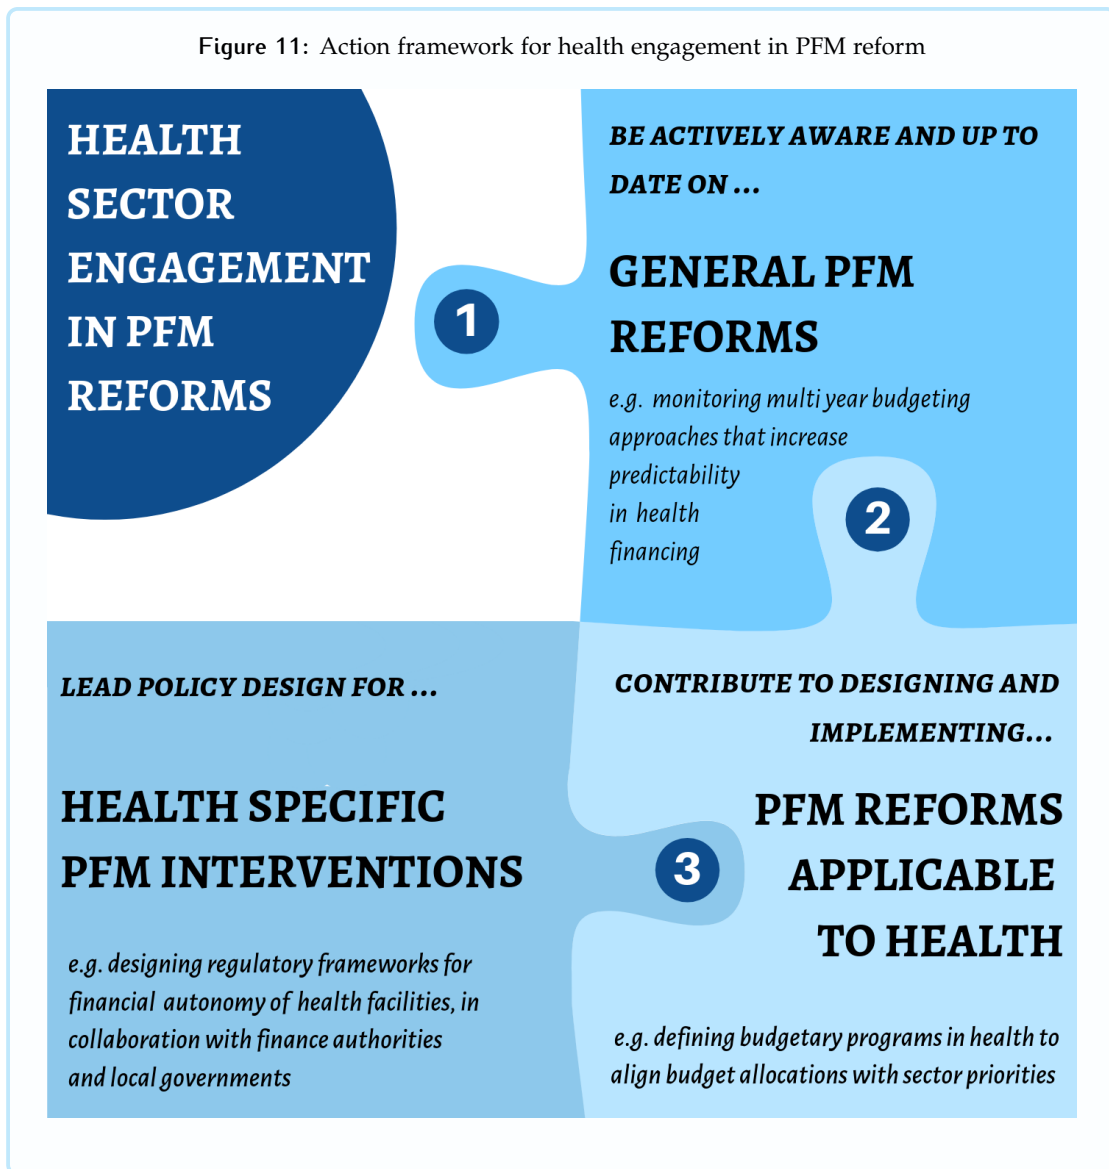 Figure 11: Action framework for health engagement in PFM reform
HEALTH
SECTOR
ENGAGEMENT
IN PFM
REFORMS
1
BE ACTIVELY AWARE AND UP TO
DATE ON ...
GENERAL PFM
REFORMS
e.g. monitoring multi year budgeting
approaches that increase
predictability
in health
financing
2
CONTRIBUTE TO DESIGNING AND
IMPLEMENTING...
PFM REFORMS
APPLICABLE
TO HEALTH
e.g. defining budgetary programs in health to
align budget allocations with sector priorities
3
LEAD POLICY DESIGN FOR ...
HEALTH SPECIFIC
PFM INTERVENTIONS
e.g. designing regulatory frameworks for
financial autonomy of health facilities, in
collaboration with finance authorities
and local governments